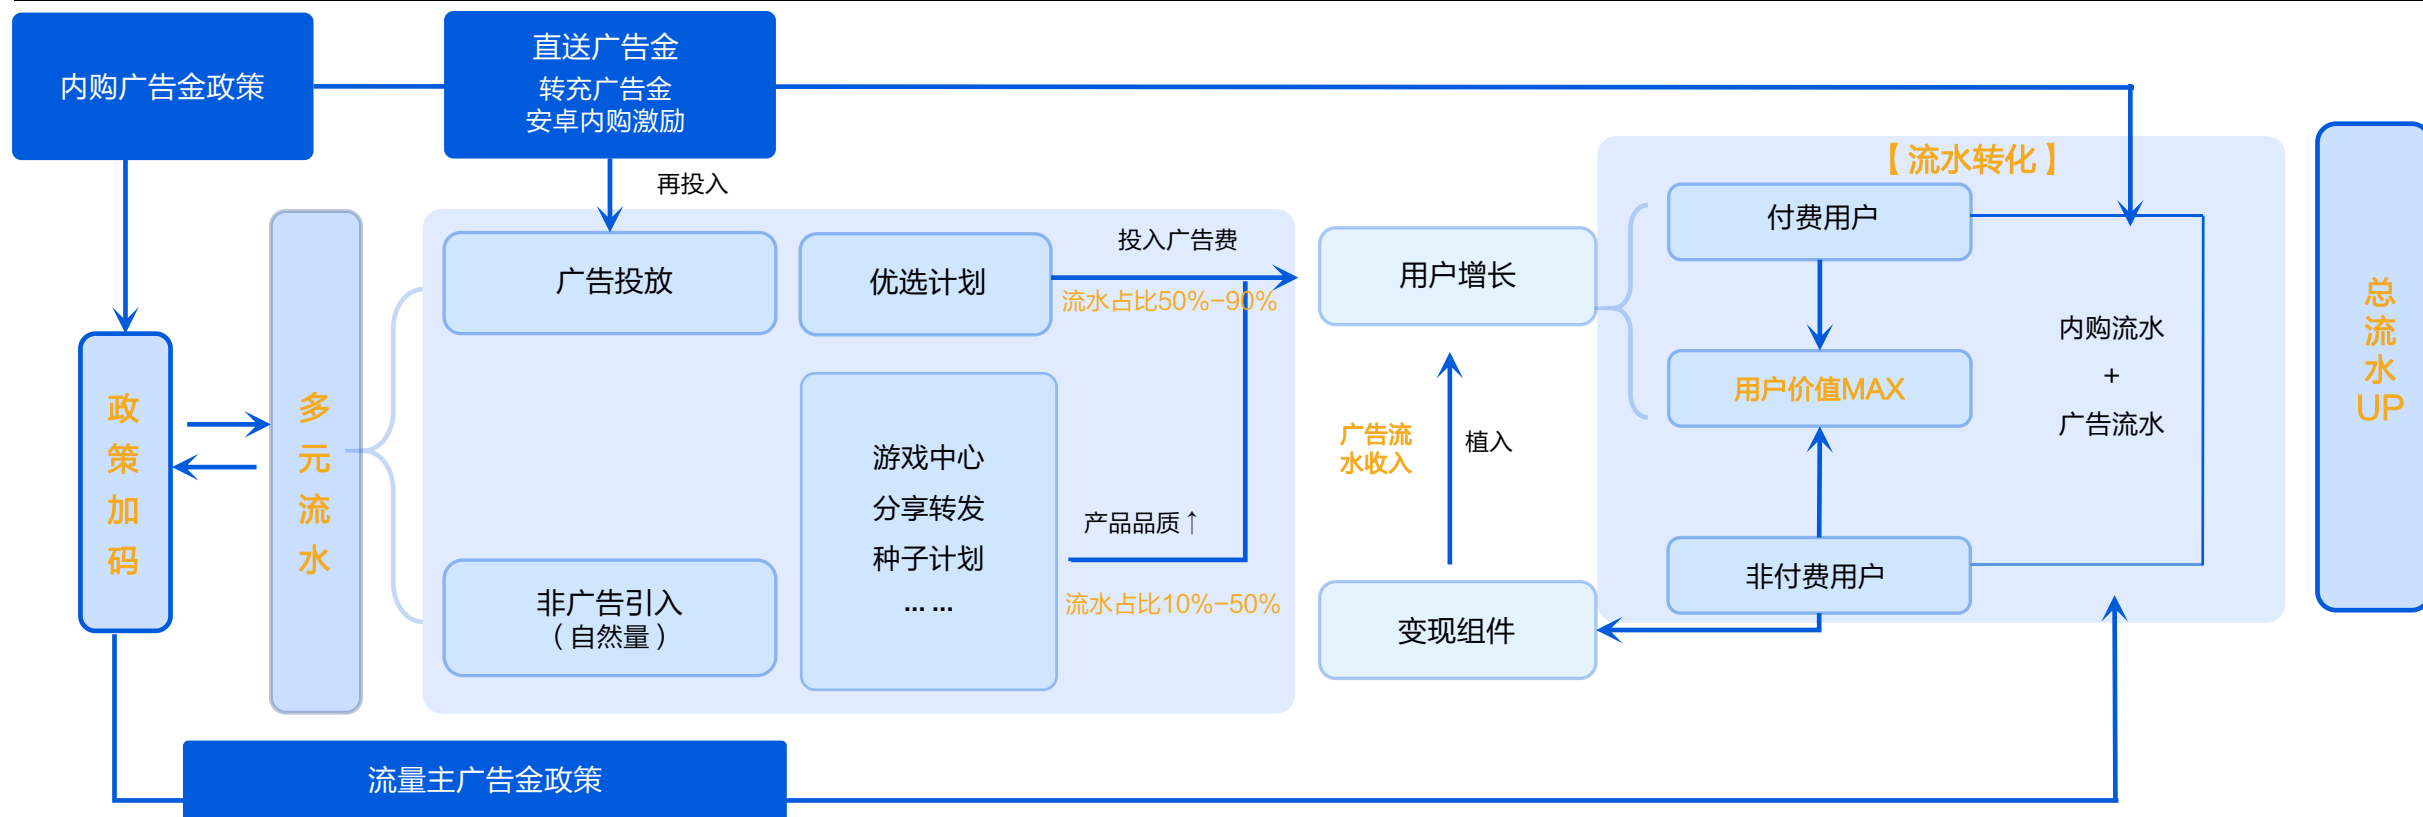 内购广告金政策
直送广告金
转充广告金
安卓内购激励
再投入
政
策
加
码
多
元
流
水
广告投放
优选计划
投入广告费
流水占比50%-90%
非广告引入
（自然量）
游戏中心
分享转发
种子计划
... ...
产品品质↑
流水占比10%-50%
用户增长
广告流
水收入
植入
变现组件
【流水转化】
付费用户
用户价值MAX
非付费用户
内购流水
+
广告流水
总
流
水
UP
流量主广告金政策